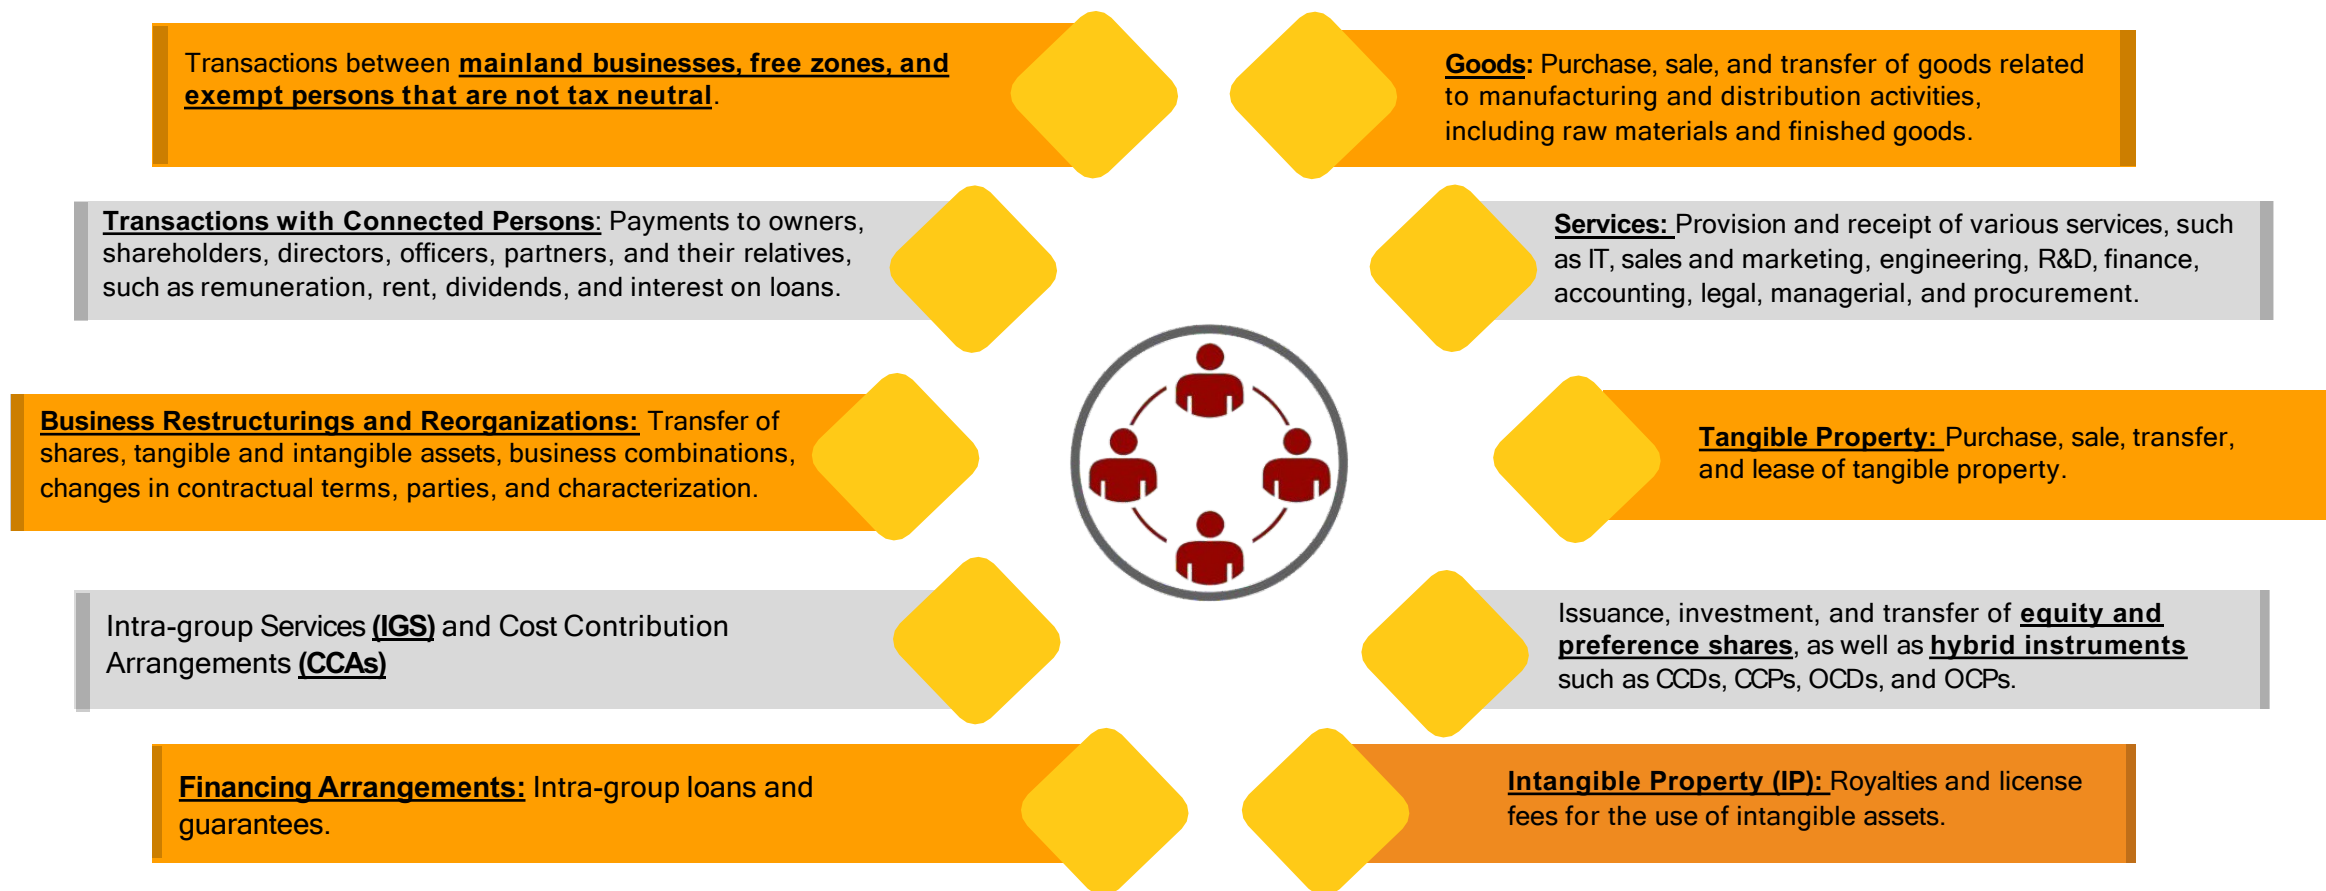 Transactions between mainland businesses, free zones, and
exempt persons that are not tax neutral.
Transactions with Connected Persons: Payments to owners,
shareholders, directors, officers, partners, and their relatives,
such as remuneration, rent, dividends, and interest on loans.
Business Restructurings and Reorganizations: Transfer of
shares, tangible and intangible assets, business combinations,
changes in contractual terms, parties, and characterization.
Intra-group Services (IGS) and Cost Contribution
Arrangements (CCAs)
Financing Arrangements: Intra-group loans and
guarantees.
Goods: Purchase, sale, and transfer of goods related
to manufacturing and distribution activities,
including raw materials and finished goods.
Services: Provision and receipt of various services, such
as IT, sales and marketing, engineering, R&D, finance,
accounting, legal, managerial, and procurement.
Tangible Property: Purchase, sale, transfer,
and lease of tangible property.
Issuance, investment, and transfer of equity and
preference shares, as well as hybrid instruments
such as CCDs, CCPs, OCDs, and OCPs.
Intangible Property (IP): Royalties and license
fees for the use of intangible assets.